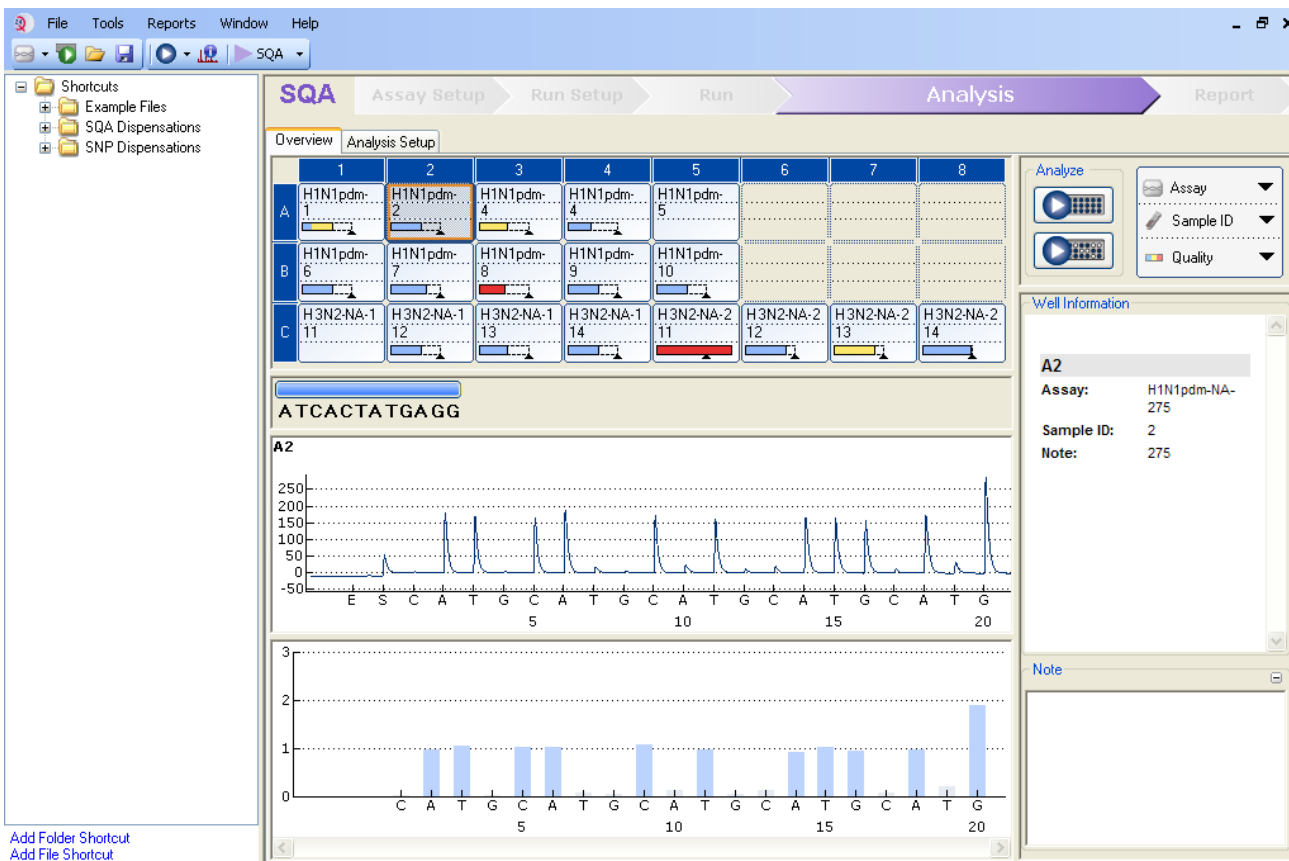 File Tools Reports Window Help
SQA
Shortcuts
Example Files
SQA Dispensations
SNP Dispensations
Add Folder Shortcut
Add File Shortcut
SQA Assay Setup Run Setup Run Analysis Report
Overview Analysis Setup
1 2 3 4 5 6 7 8
A
H1N1pdm- H1N1pdm- H1N1pdm- H1N1pdm- H1N1pdm-
1 2 4 4 5
B
H1N1pdm- H1N1pdm- H1N1pdm- H1N1pdm- H1N1pdm-
6 7 8 9 10
C
H3N2-NA-1 H3N2-NA-1 H3N2-NA-1 H3N2-NA-1 H3N2-NA-2 H3N2-NA-2 H3N2-NA-2 H3N2-NA-2
11 12 13 14 11 12 13 14
ATCACTATGAGG
A2
250
200
150
100
50
0
-50
E S C A T G C A T G C A T G C A T G C A T G
5 10 15 20
3
2
1
0
C A T G C A T G C A T G C A T G C A T G
5 10 15 20
Analyze
Assay
Sample ID
Quality
Well Information
A2
Assay: H1N1pdm-NA-
275
Sample ID: 2
Note: 275
Note